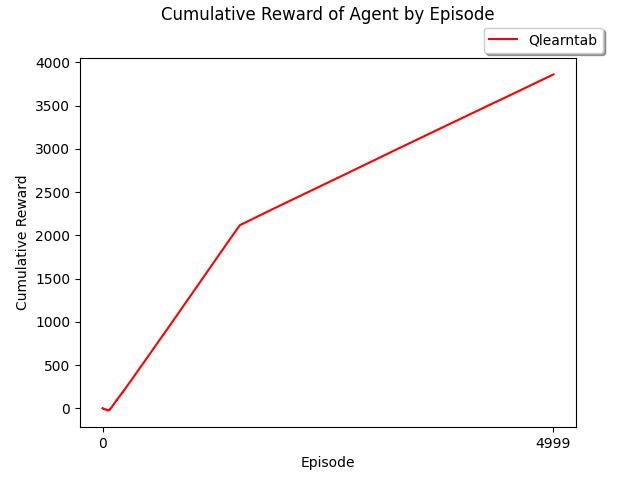 Cumulative Reward of Agent by Episode
Qlearntab
4000
3500
3000
2500
2000
1500
1000
500
0
Cumulative Reward
0
4999
Episode